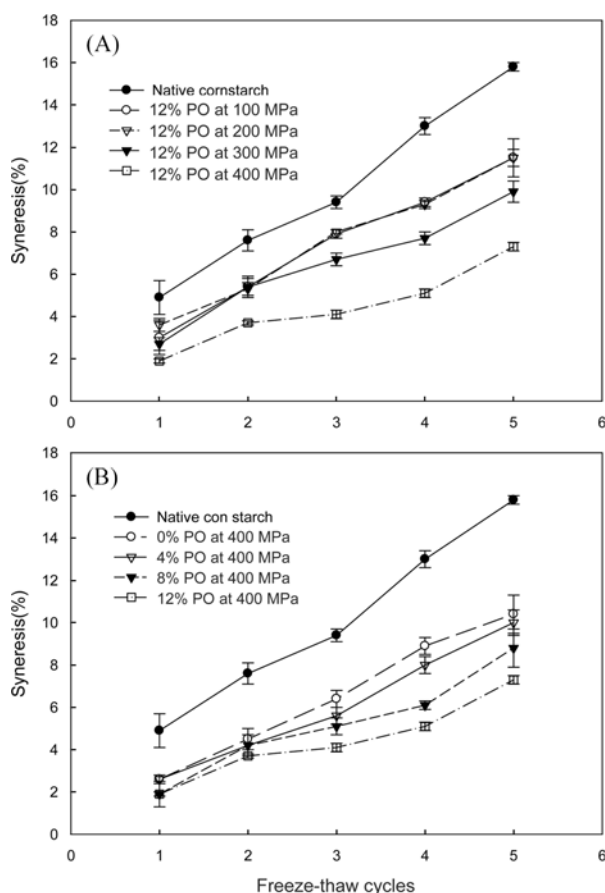 (A)
18
16
14
12
10
8
6
4
2
0
Syneresis(%)
Native cornstarch
12% PO at 100 MPa
12% PO at 200 MPa
12% PO at 300 MPa
12% PO at 400 MPa
0 1 2 3 4 5 6
(B)
18
16
14
12
10
8
6
4
2
0
Syneresis(%)
Native con starch
0% PO at 400 MPa
4% PO at 400 MPa
8% PO at 400 MPa
12% PO at 400 MPa
0 1 2 3 4 5 6
Freeze-thaw cycles